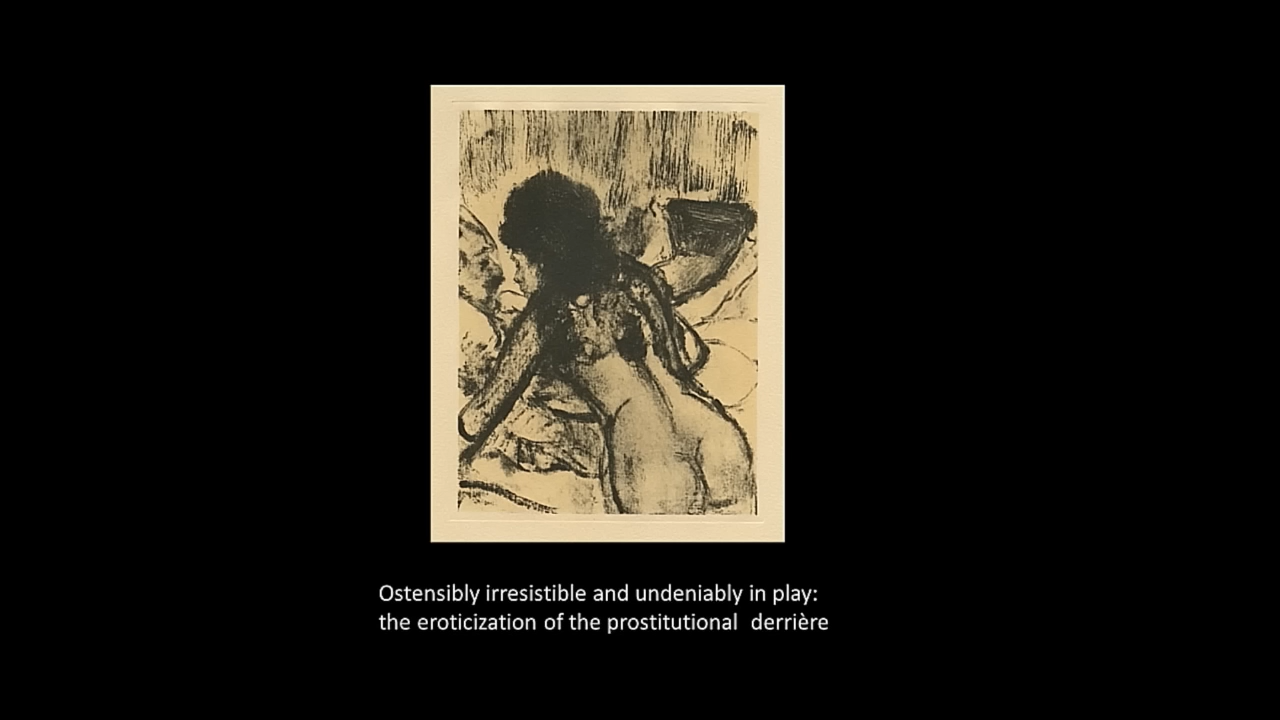 Ostensibly irresistible and undeniably in play:
the eroticization of the prostitutional  derrière